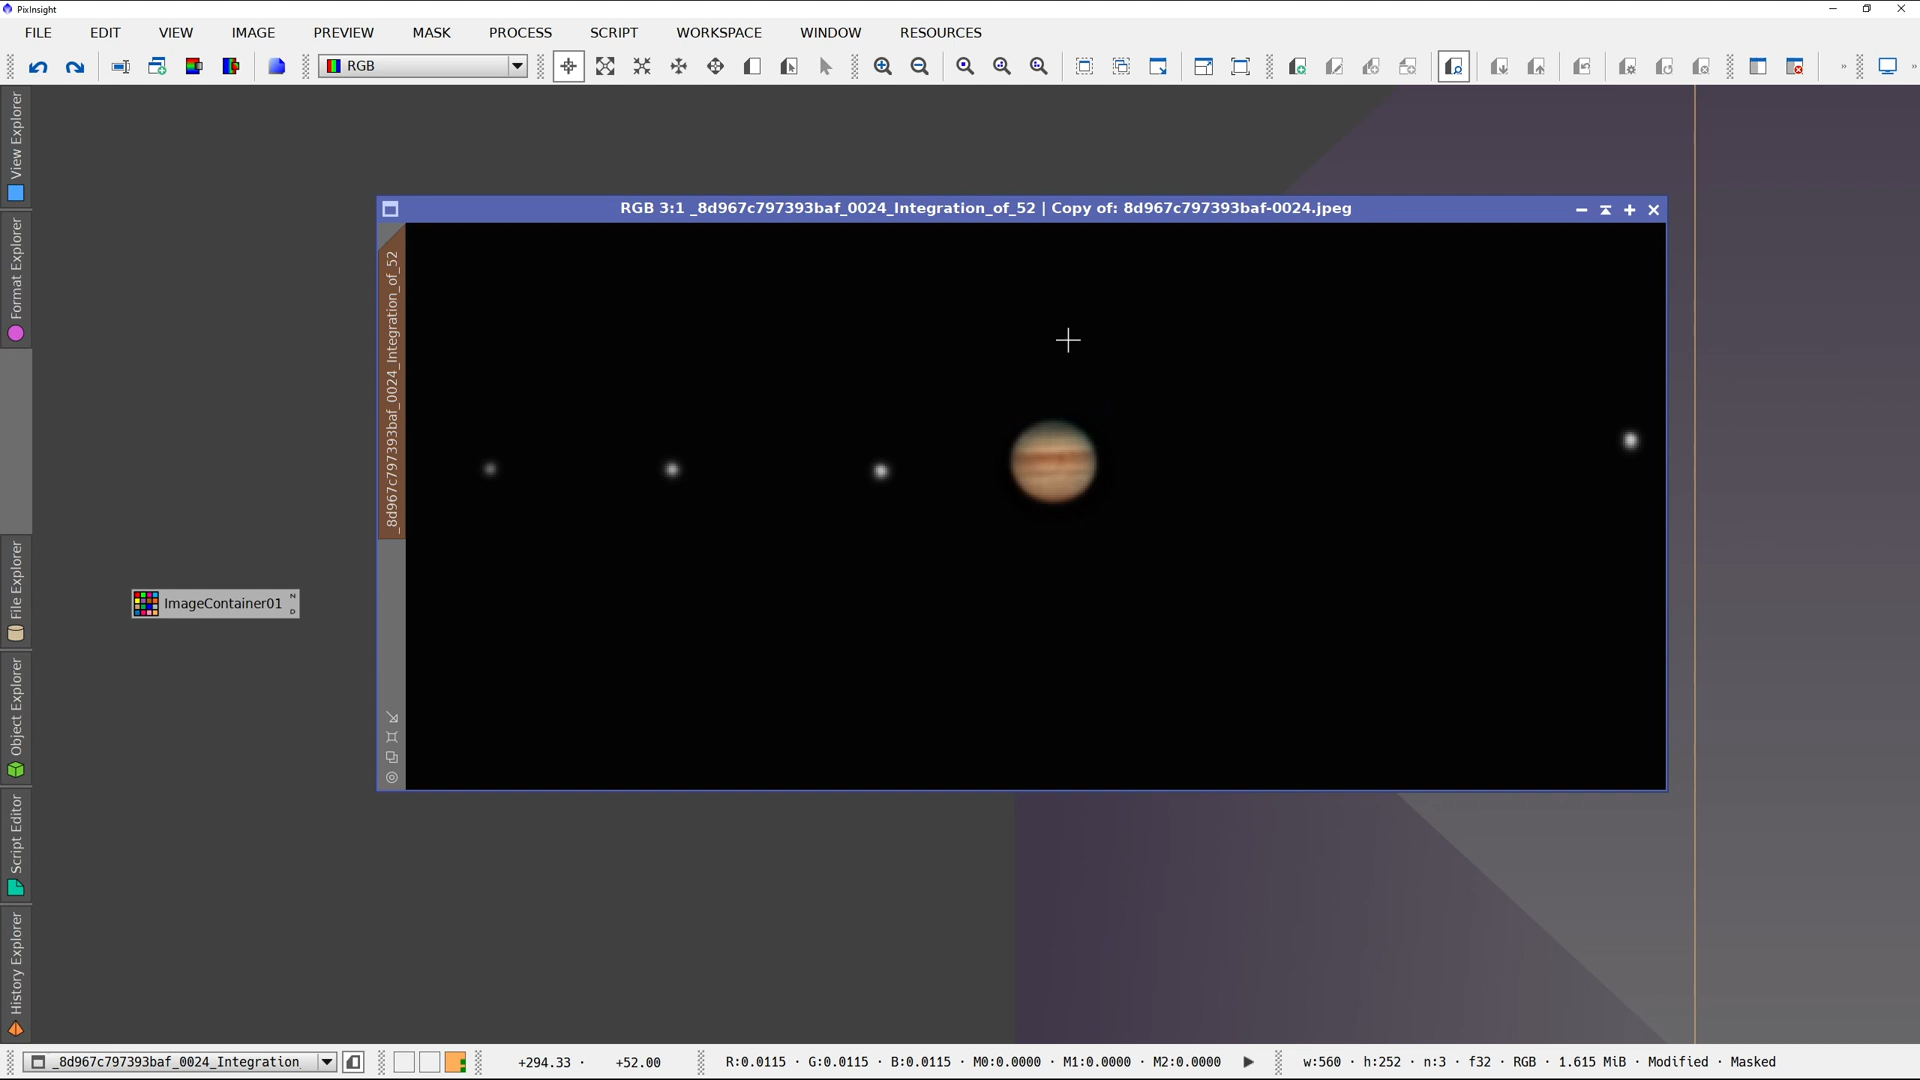 PixInsight
FILE EDIT VIEW IMAGE PREVIEW MASK PROCESS SCRIPT WORKSPACE WINDOW RESOURCES
RGB
View Explorer
Format Explorer
File Explorer
Object Explorer
Script Editor
History Explorer
RGB 3:1 _8d967c797393baf_0024_Integration_of_52 | Copy of: 8d967c797393baf-0024.jpeg
_8d967c797393baf_0024_Integration_of_52
ImageContainer01
N
D
_8d967c797393baf_0024_Integration
+294.33 · +52.00
R:0.0115 · G:0.0115 · B:0.0115 · M0:0.0000 · M1:0.0000 · M2:0.0000
w:560 · h:252 · n:3 · f32 · RGB · 1.615 MiB · Modified · Masked